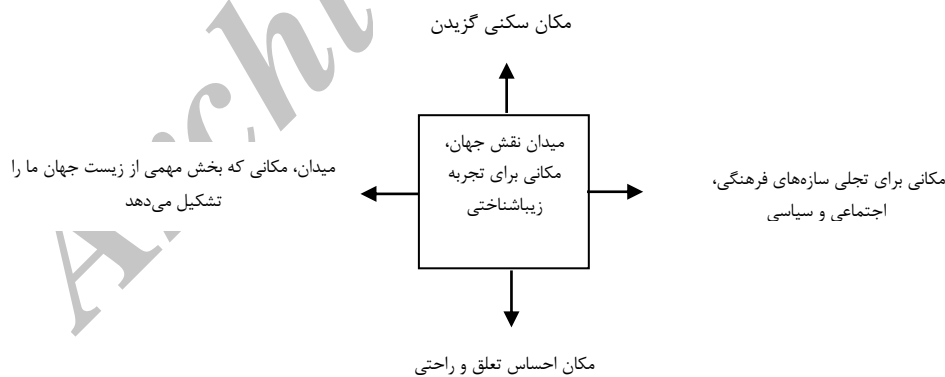 مکان سکنی گزیدن
میدان نقش جهان،
مکانی برای تجربه
زیباشناختی
مکانی برای تجلی سازه‌های فرهنگی،
اجتماعی و سیاسی
میدان، مکانی که بخش مهمی از زیست جهان ما را
تشکیل می‌دهد
مکان احساس تعلق و راحتی